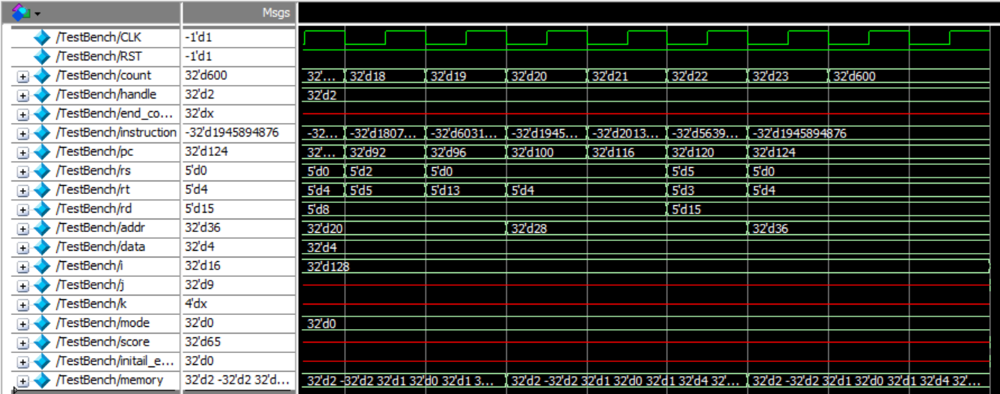 Msgs
/TestBench/CLK -1'd1
/TestBench/RST -1'd1
/TestBench/count 32'd600 32'... 32'd18 32'd19 32'd20 32'd21 32'd22 32'd23 32'd600
/TestBench/handle 32'd2 32'd2
/TestBench/end_co... 32'dx
/TestBench/instruction -32'd1945894876 -32... -32'd1807... -32'd6031... -32'd1945... -32'd2013... -32'd5639... -32'd1945894876
/TestBench/pc 32'd124 32'... 32'd92 32'd96 32'd100 32'd116 32'd120 32'd124
/TestBench/rs 5'd0 5'd0 5'd2 5'd0 5'd5 5'd0
/TestBench/rt 5'd4 5'd4 5'd5 5'd13 5'd4 5'd3 5'd4
/TestBench/rd 5'd15 5'd8 5'd15
/TestBench/addr 32'd36 32'd20 32'd28 32'd36
/TestBench/data 32'd4 32'd4
/TestBench/i 32'd16 32'd128
/TestBench/j 32'd9
/TestBench/k 4'dx
/TestBench/mode 32'd0 32'd0
/TestBench/score 32'd65
/TestBench/initail_e... 32'd0
/TestBench/memory 32'd2 -32'd2 32'd... 32'd2 -32'd2 32'd1 32'd0 32'd1 3... 32'd2 -32'd2 32'd1 32'd0 32'd1 32'd4 32'... 32'd2 -32'd2 32'd1 32'd0 32'd1 32'd4 32'...